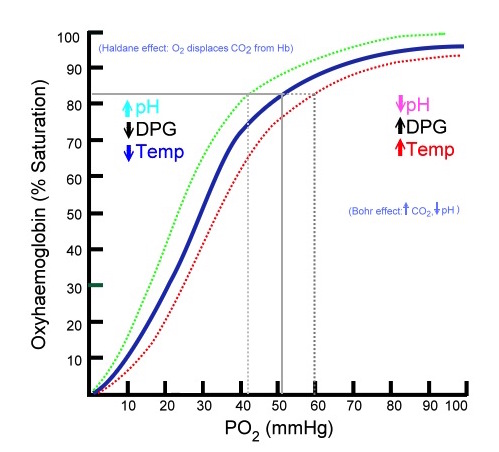 100
(Haldane effect: O2 displaces CO2 from Hb)
90
80
↑pH
↓DPG
↓Temp
↓pH
↑DPG
↑Temp
70
60
(Bohr effect:↑ CO2,↓pH )
50
40
30
20
10
Oxyhaemoglobin (% Saturation)
10 20 30 40 50 60 70 80 90 100
PO2 (mmHg)